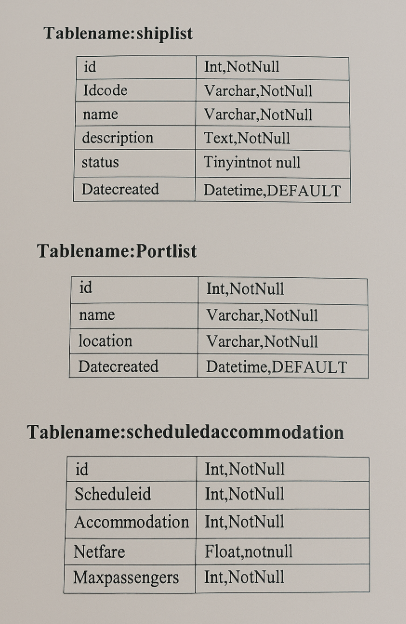 Tablename:shiplist
id Int,NotNull
Idcode Varchar,NotNull
name Varchar,NotNull
description Text,NotNull
status Tinyintnot null
Datecreated Datetime,DEFAULT
Tablename:Portlist
id Int,NotNull
name Varchar,NotNull
location Varchar,NotNull
Datecreated Datetime,DEFAULT
Tablename:scheduledaccommodation
id Int,NotNull
Scheduleid Int,NotNull
Accommodation Int,NotNull
Netfare Float,notnull
Maxpassengers Int,NotNull